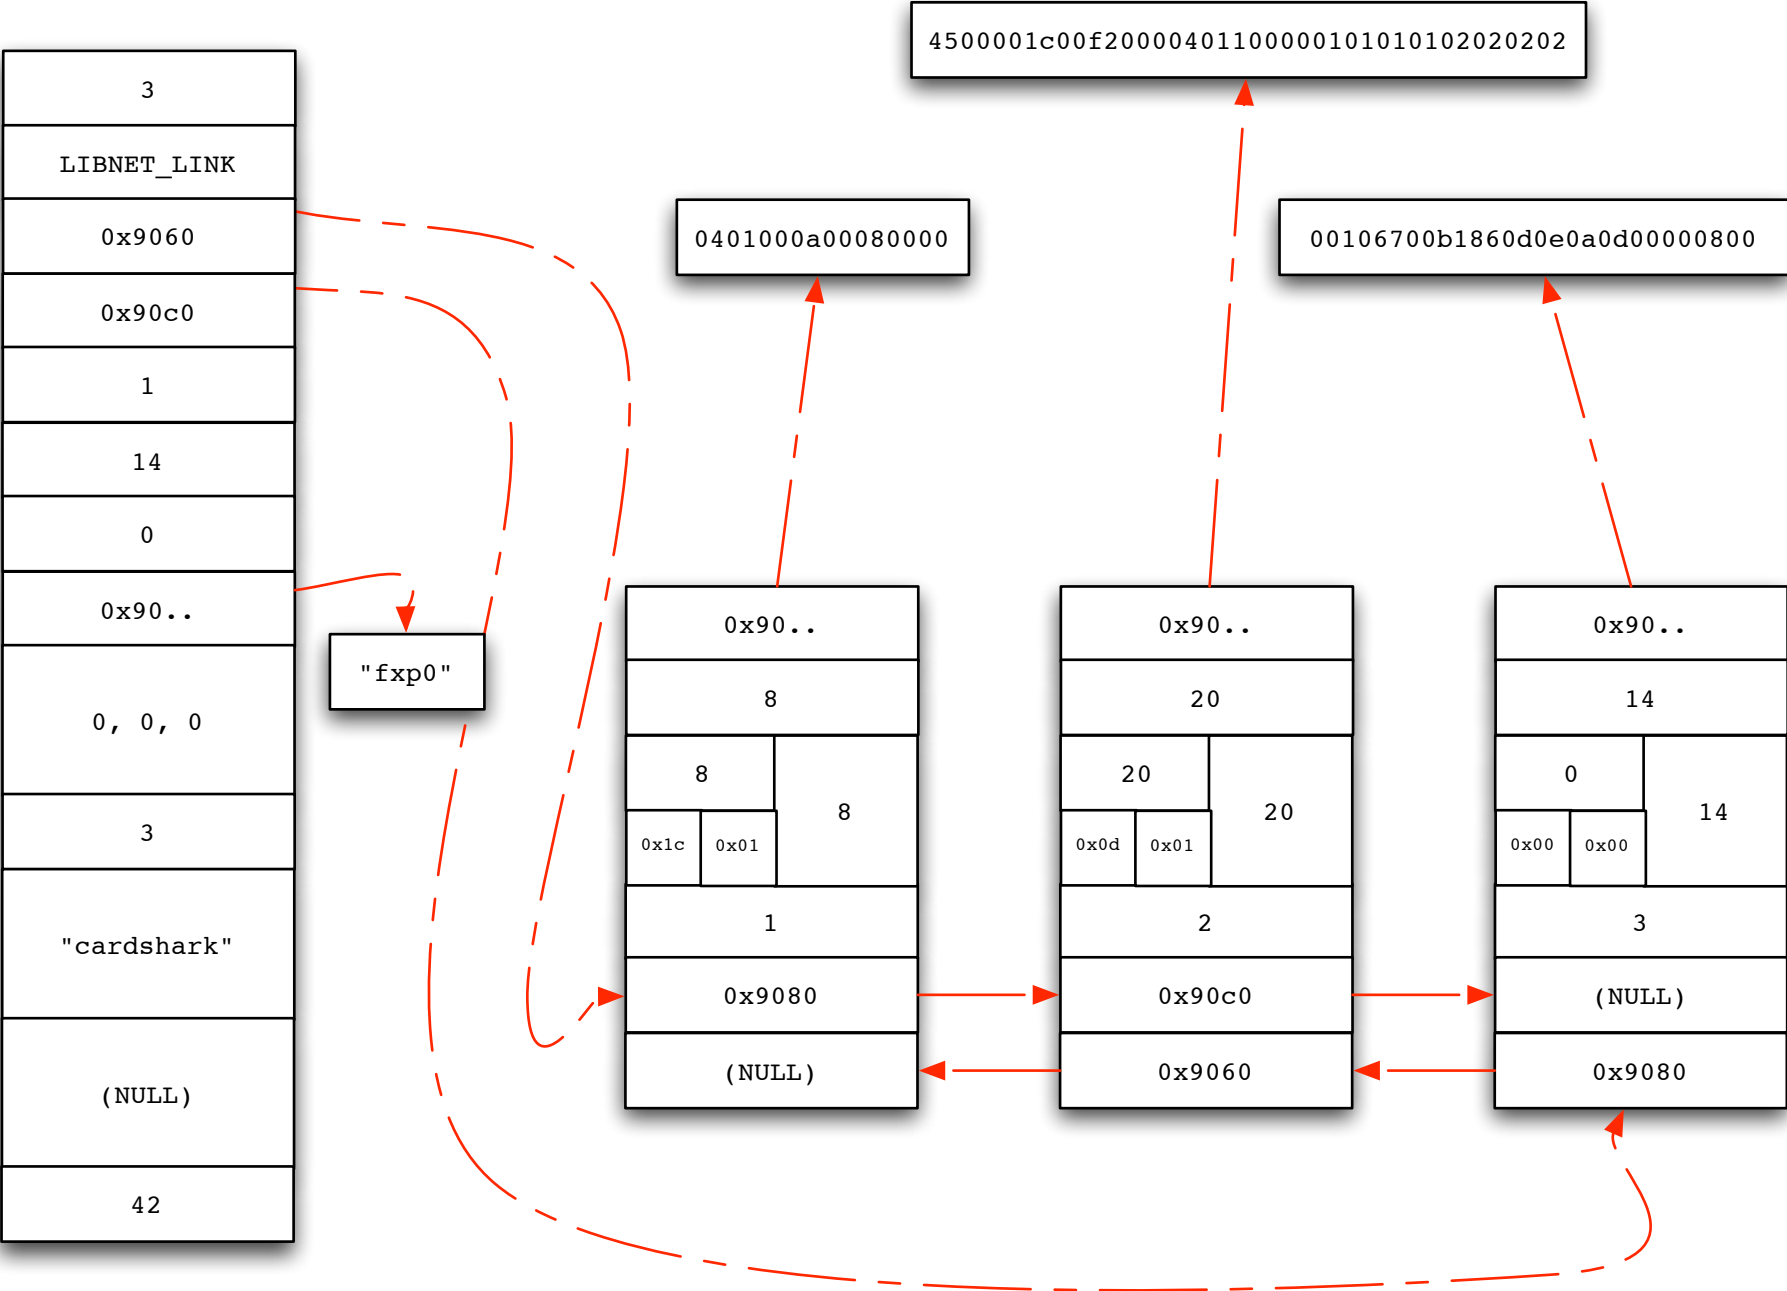 3
LIBNET_LINK
0x9060
0x90c0
1
14
0
0x90..
0, 0, 0
3
"cardshark"
(NULL)
42
"fxp0"
4500001c00f20000401100000101010102020202
0401000a00080000
00106700b1860d0e0a0d00000800
0x90..
8
8
8
0x1c
0x01
1
0x9080
(NULL)
0x90..
20
20
20
0x0d
0x01
2
0x90c0
0x9060
0x90..
14
0
14
0x00
0x00
3
(NULL)
0x9080